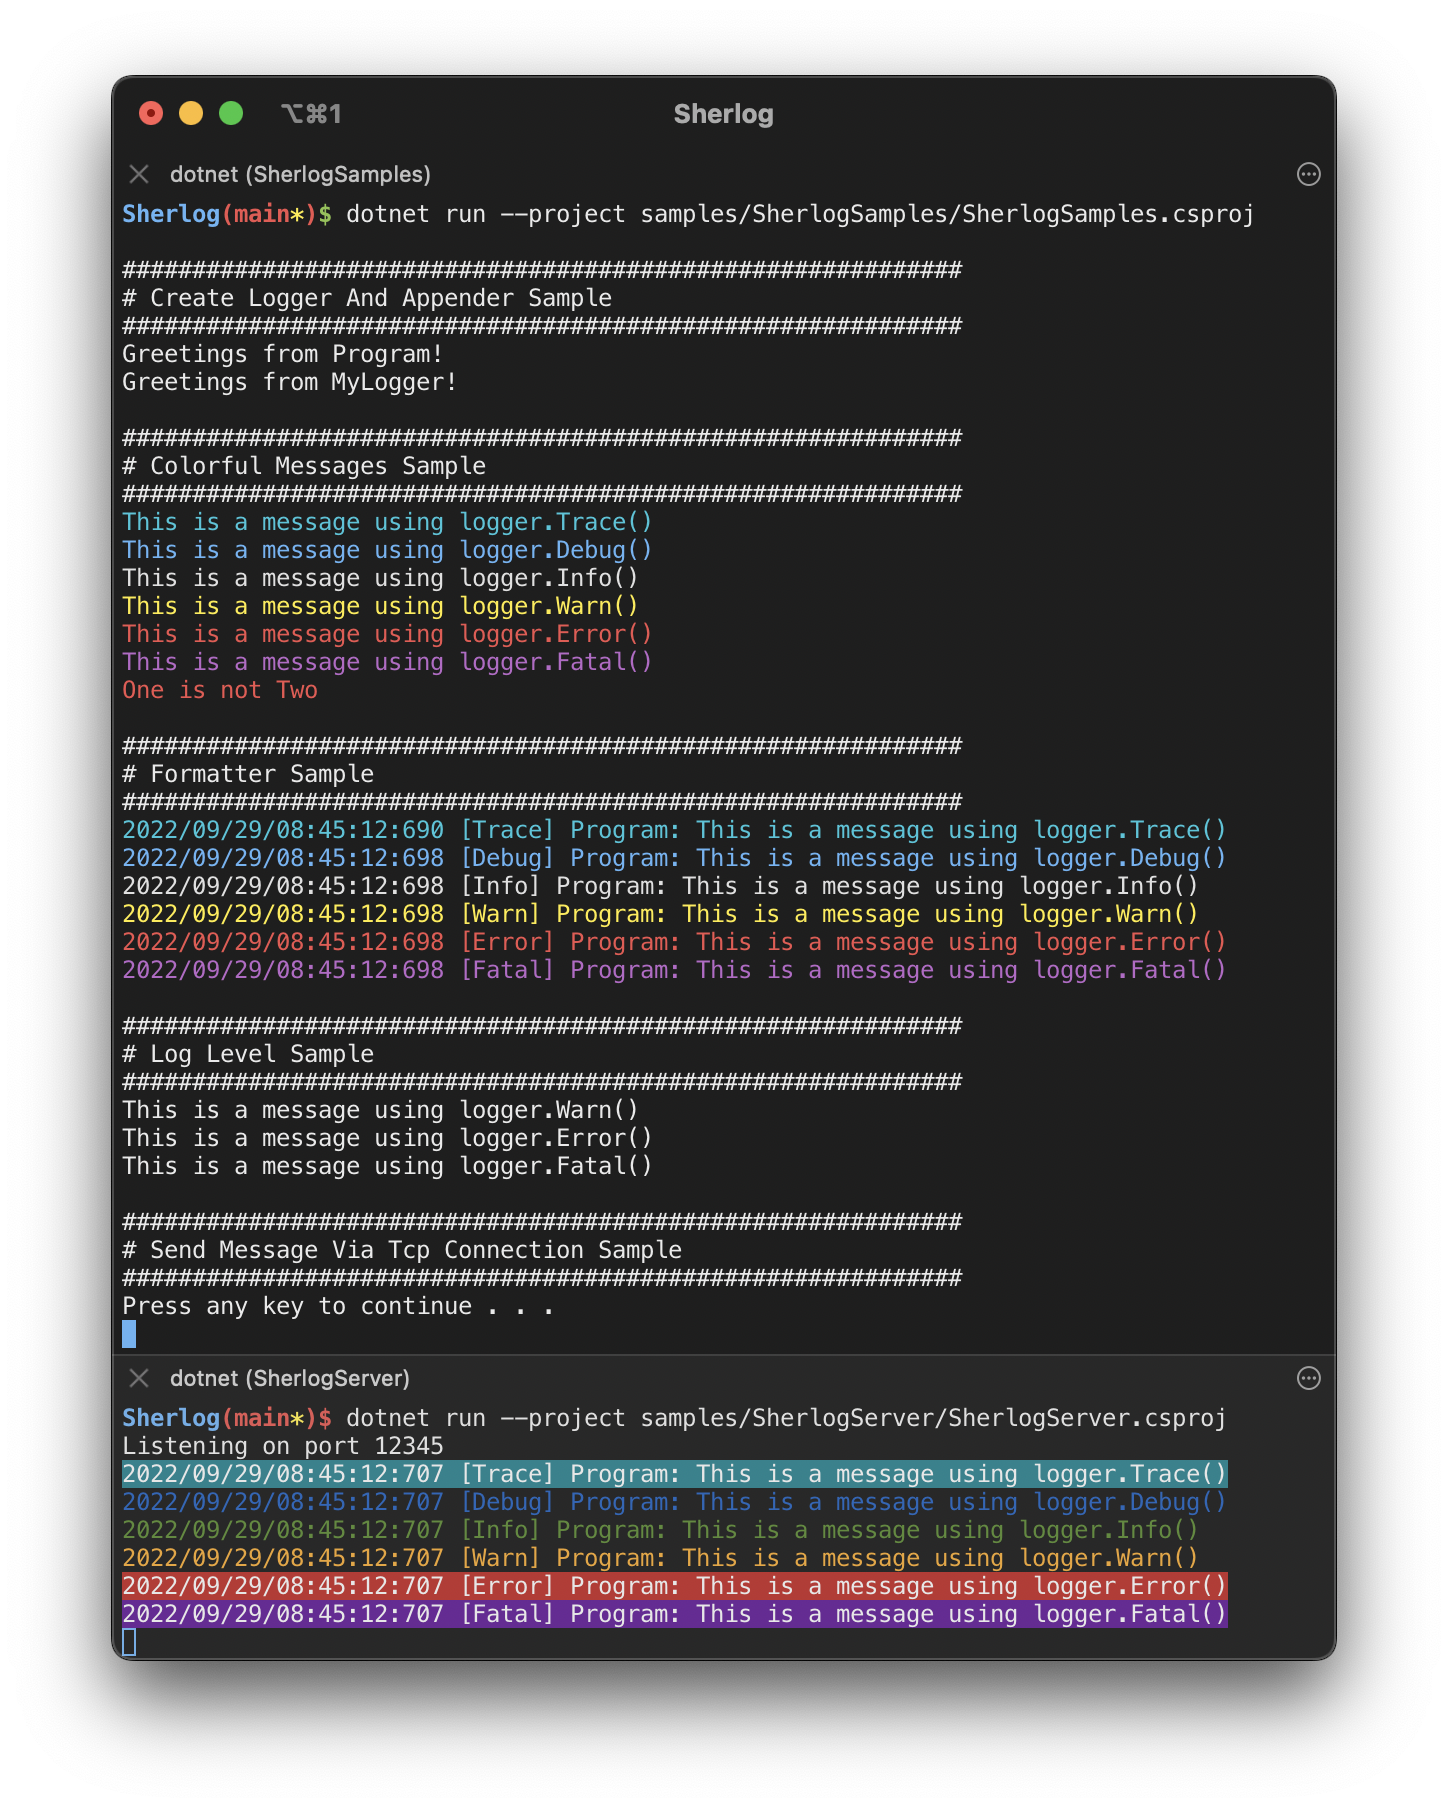 ⌥⌘1
Sherlog
dotnet (SherlogSamples)
Sherlog(main*)$ dotnet run --project samples/SherlogSamples/SherlogSamples.csproj
############################################################
# Create Logger And Appender Sample
############################################################
Greetings from Program!
Greetings from MyLogger!
############################################################
# Colorful Messages Sample
############################################################
This is a message using logger.Trace()
This is a message using logger.Debug()
This is a message using logger.Info()
This is a message using logger.Warn()
This is a message using logger.Error()
This is a message using logger.Fatal()
One is not Two
############################################################
# Formatter Sample
############################################################
2022/09/29/08:45:12:690 [Trace] Program: This is a message using logger.Trace()
2022/09/29/08:45:12:698 [Debug] Program: This is a message using logger.Debug()
2022/09/29/08:45:12:698 [Info] Program: This is a message using logger.Info()
2022/09/29/08:45:12:698 [Warn] Program: This is a message using logger.Warn()
2022/09/29/08:45:12:698 [Error] Program: This is a message using logger.Error()
2022/09/29/08:45:12:698 [Fatal] Program: This is a message using logger.Fatal()
############################################################
# Log Level Sample
############################################################
This is a message using logger.Warn()
This is a message using logger.Error()
This is a message using logger.Fatal()
############################################################
# Send Message Via Tcp Connection Sample
############################################################
Press any key to continue . . .
dotnet (SherlogServer)
Sherlog(main*)$ dotnet run --project samples/SherlogServer/SherlogServer.csproj
Listening on port 12345
2022/09/29/08:45:12:707 [Trace] Program: This is a message using logger.Trace()
2022/09/29/08:45:12:707 [Debug] Program: This is a message using logger.Debug()
2022/09/29/08:45:12:707 [Info] Program: This is a message using logger.Info()
2022/09/29/08:45:12:707 [Warn] Program: This is a message using logger.Warn()
2022/09/29/08:45:12:707 [Error] Program: This is a message using logger.Error()
2022/09/29/08:45:12:707 [Fatal] Program: This is a message using logger.Fatal()